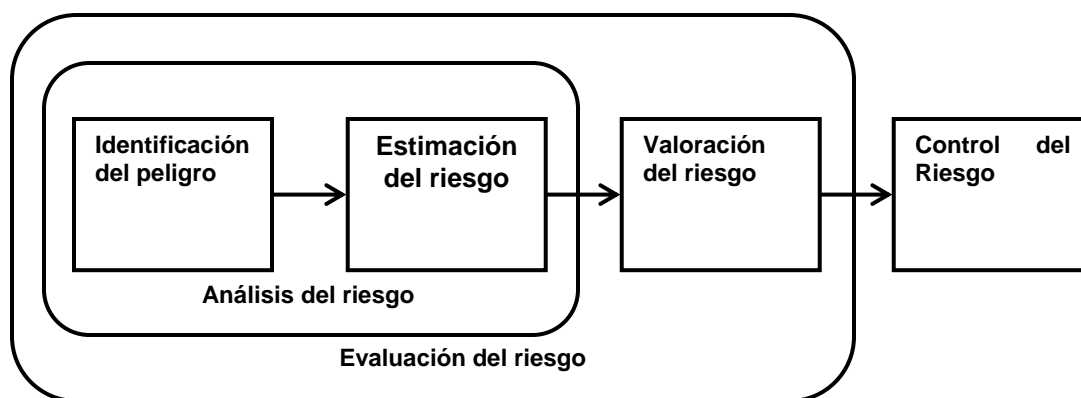 Identificación
del peligro
Estimación
del riesgo
Valoración
del riesgo
Control del
Riesgo
Análisis del riesgo
Evaluación del riesgo